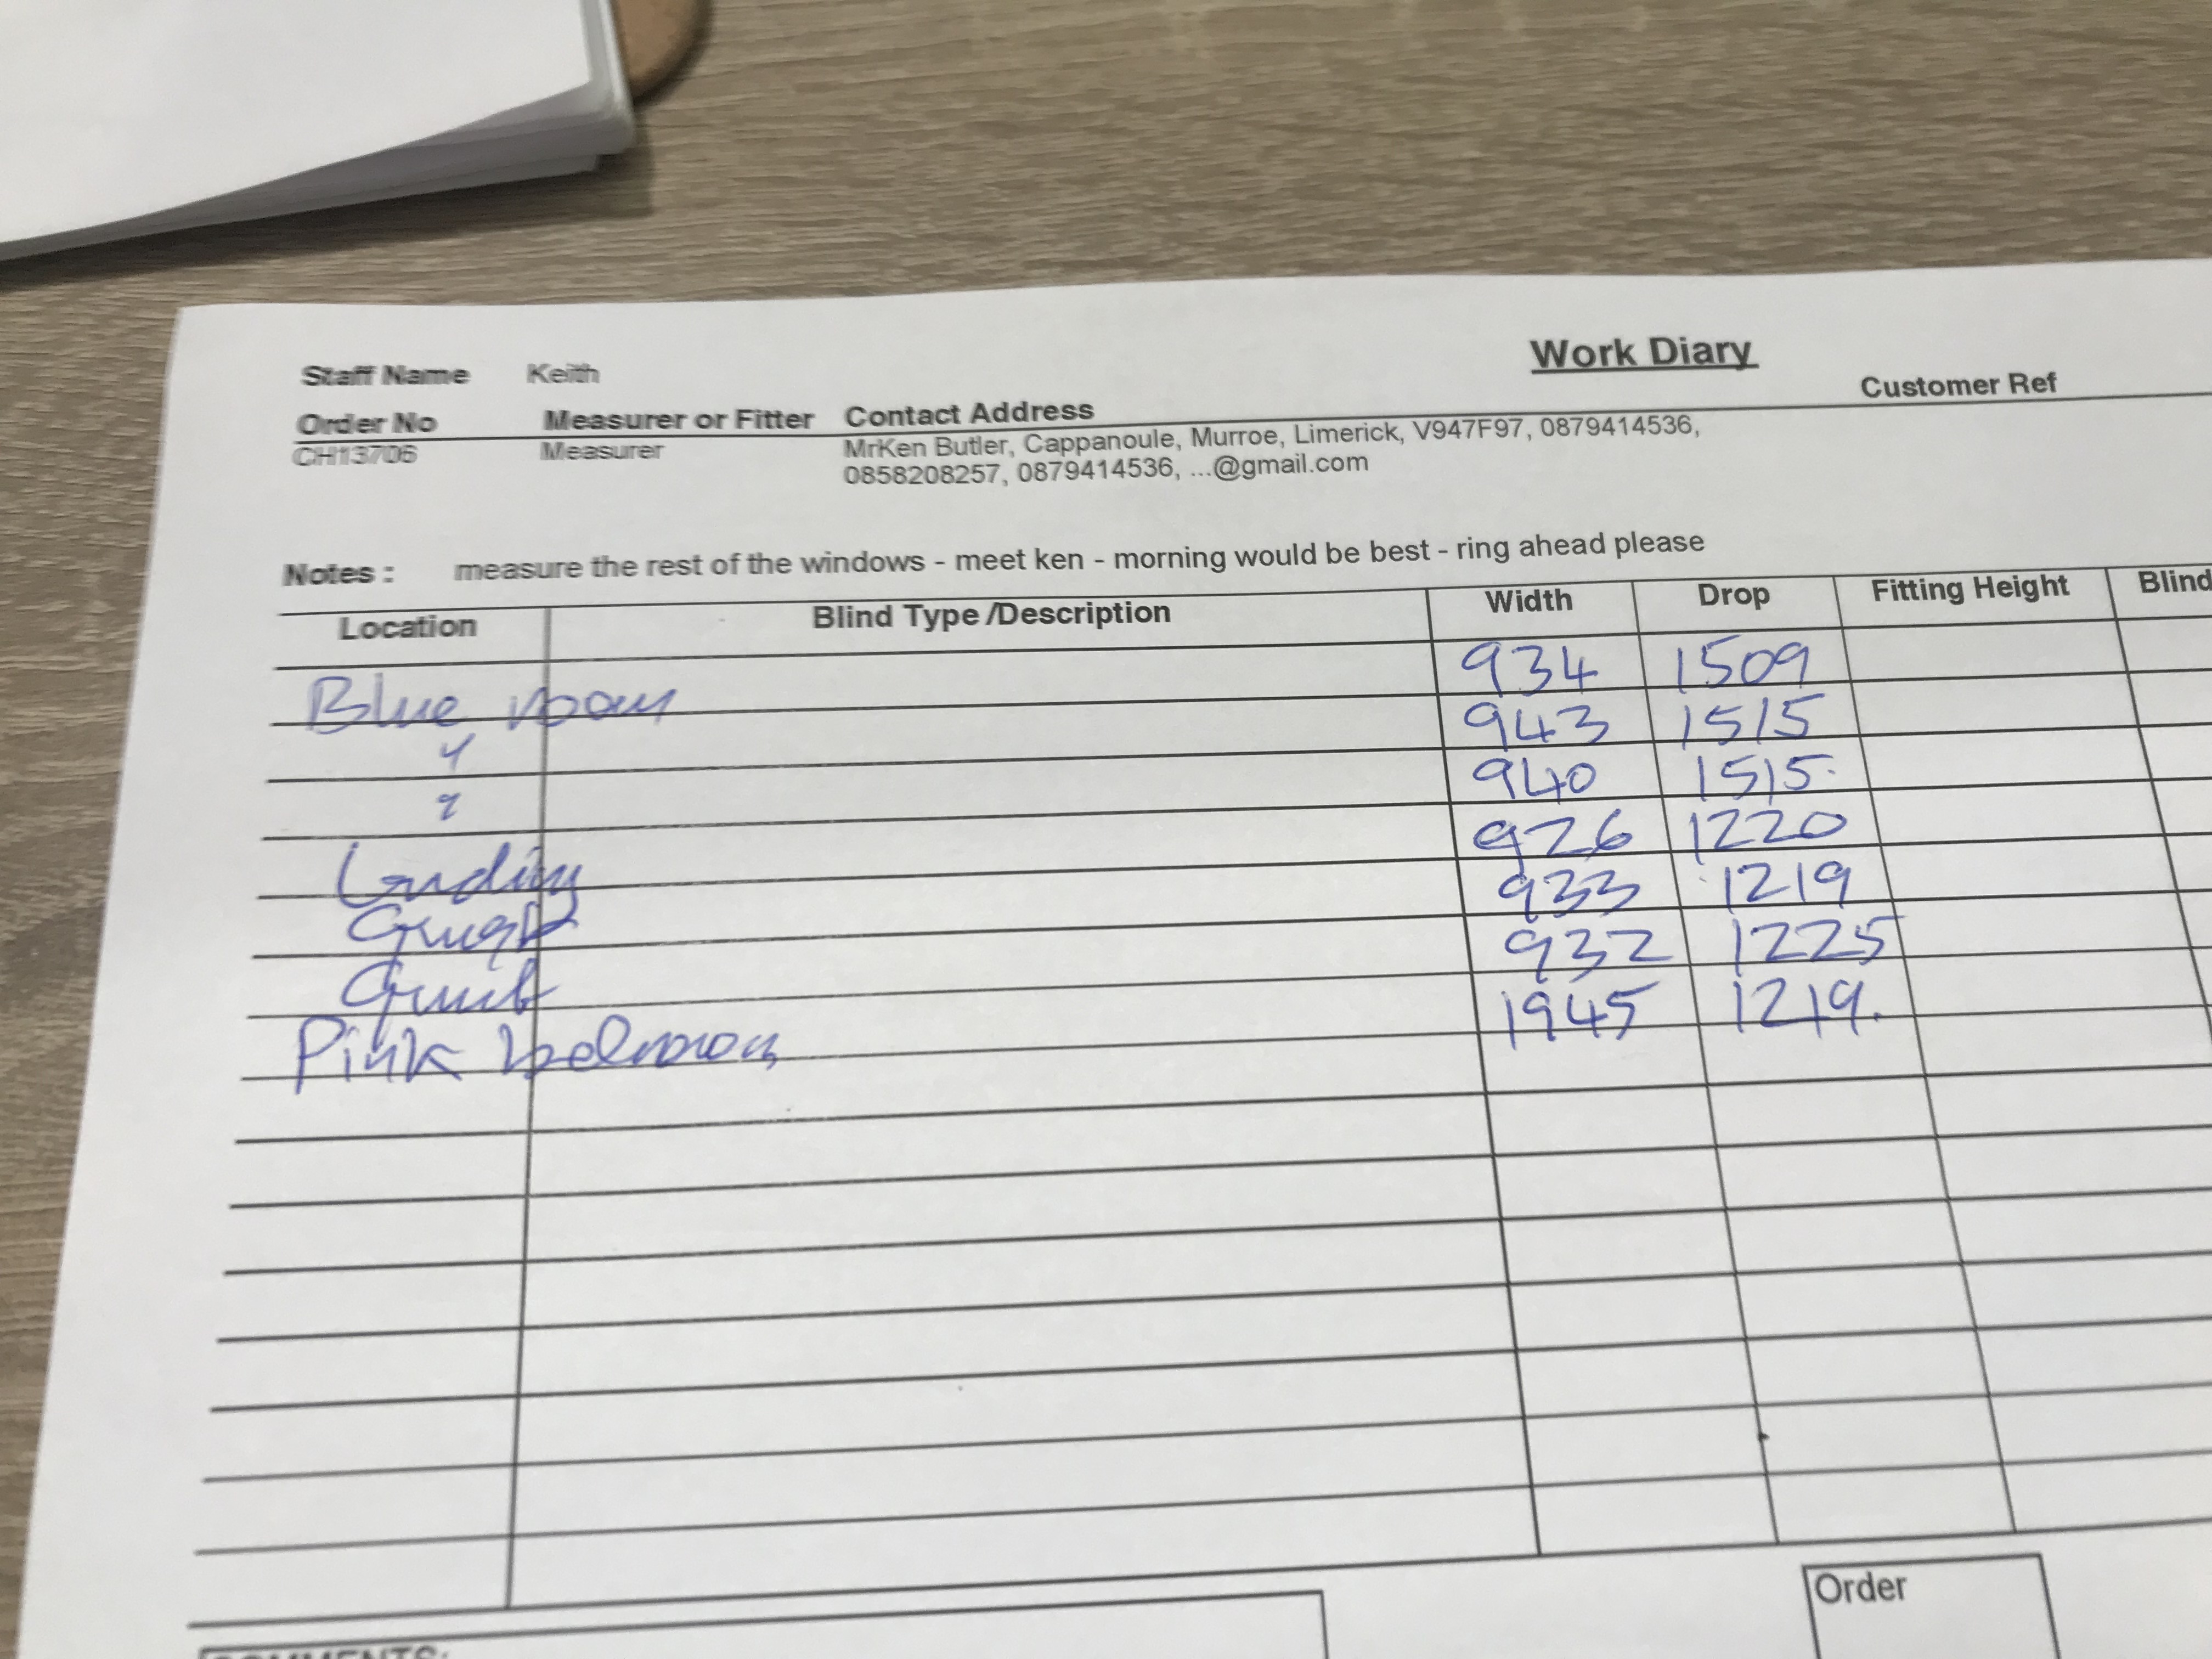 Work Diary
Staff Name Keith
Customer Ref
Order No Measurer or Fitter Contact Address
CH13706 Measurer MrKen Butler, Cappanoule, Murroe, Limerick, V947F97, 0879414536,
0858208257, 0879414536, ...@gmail.com
Notes : measure the rest of the windows - meet ken - morning would be best - ring ahead please
Location Blind Type /Description Width Drop Fitting Height Blind
Blue room 934 1509
" 943 1515
" 940 1515
Landing 926 1220
Guest 933 1219
Guest 932 1225
Pink bedroom 1945 1219.
Order
COMMENTS: